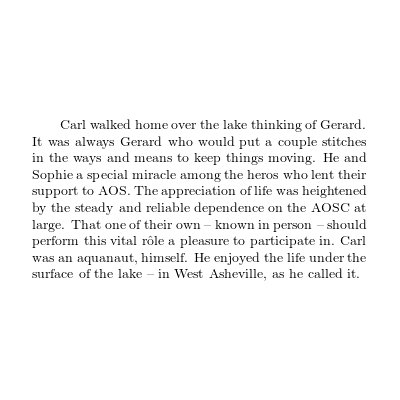 Carl walked home over the lake thinking of Gerard.
It was always Gerard who would put a couple stitches
in the ways and means to keep things moving. He and
Sophie a special miracle among the heros who lent their
support to AOS. The appreciation of life was heightened
by the steady and reliable dependence on the AOSC at
large. That one of their own – known in person – should
perform this vital rôle a pleasure to participate in. Carl
was an aquanaut, himself. He enjoyed the life under the
surface of the lake – in West Asheville, as he called it.